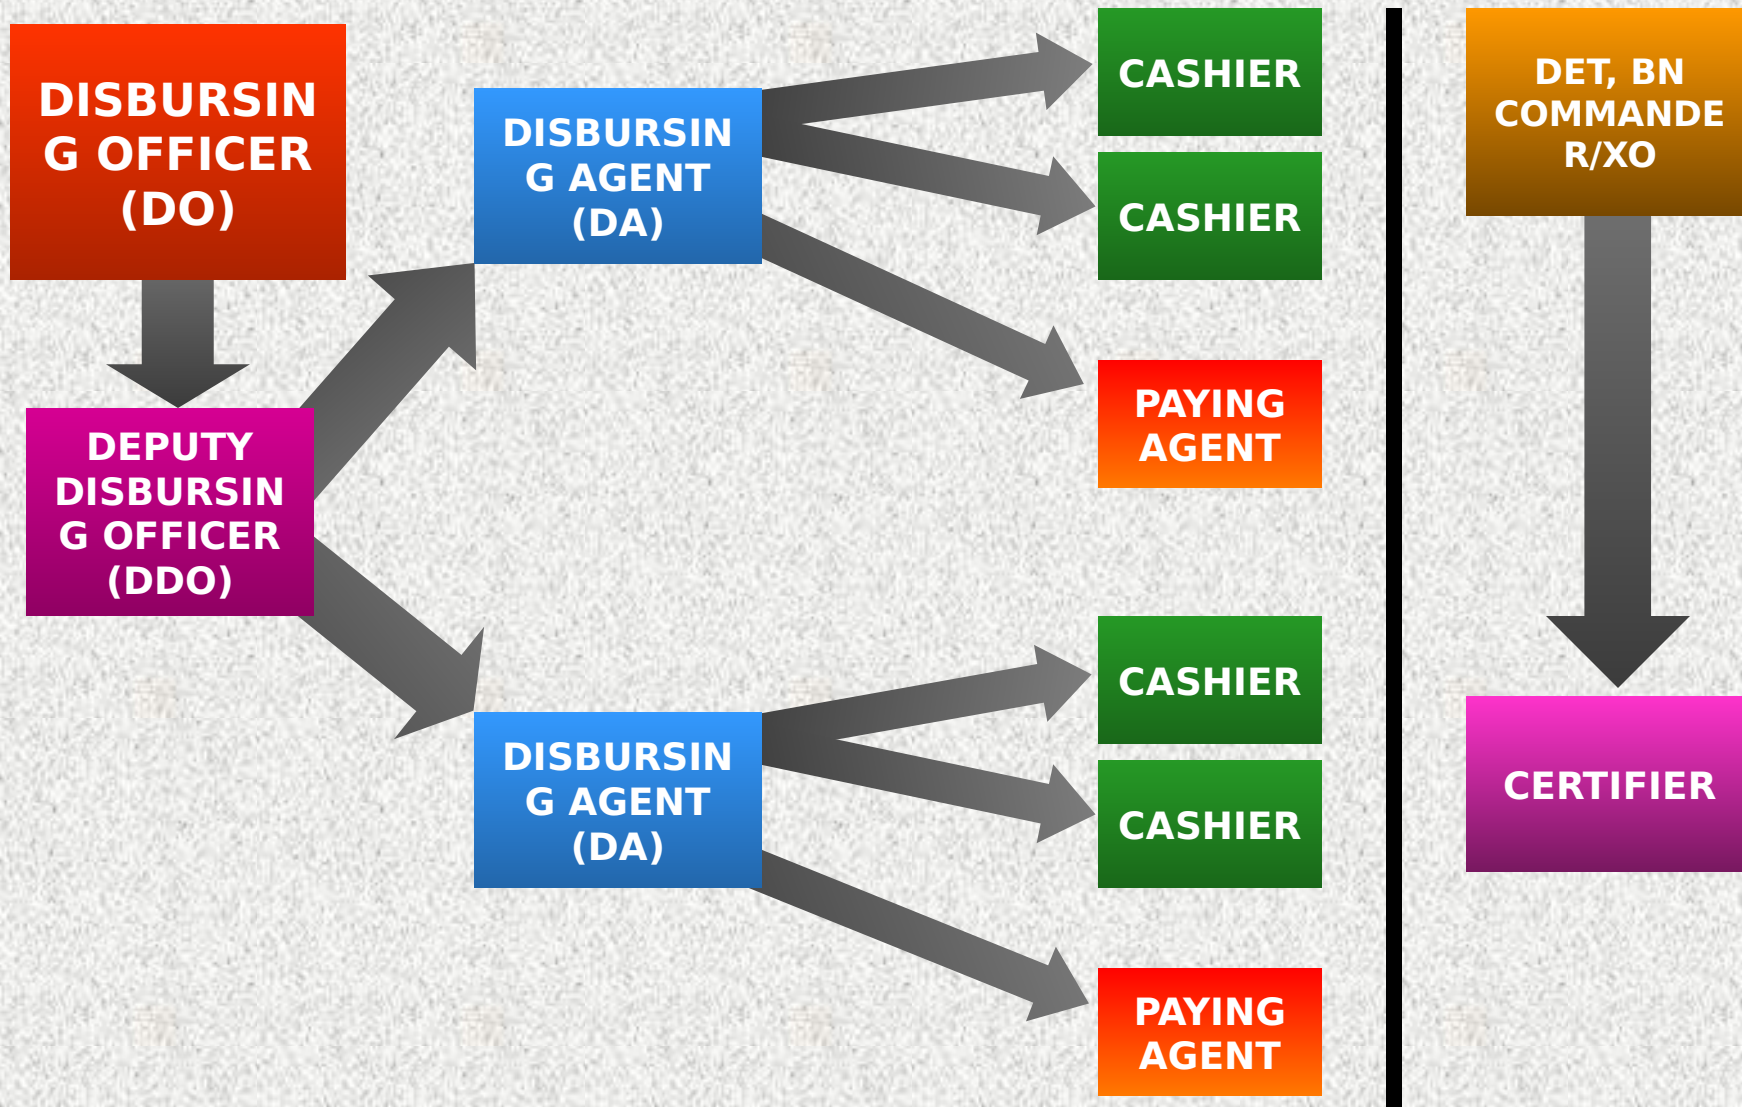 DISBURSIN
G OFFICER
(DO)
DEPUTY
DISBURSIN
G OFFICER
(DDO)
DISBURSIN
G AGENT
(DA)
CASHIER
CASHIER
PAYING
AGENT
DISBURSIN
G AGENT
(DA)
CASHIER
CASHIER
PAYING
AGENT
DET, BN
COMMANDE
R/XO
CERTIFIER